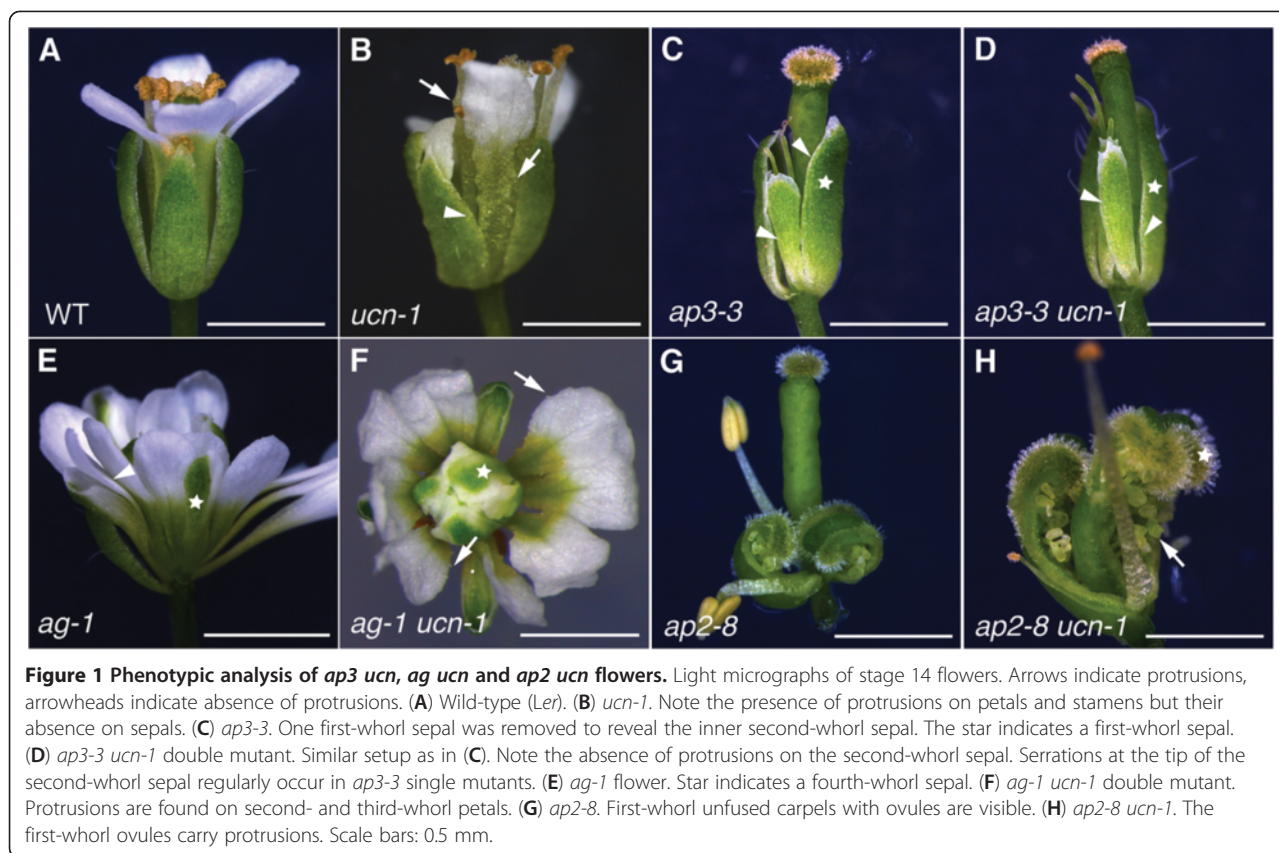 A
B
C
D
WT
ucn-1
ap3-3
ap3-3 ucn-1
E
F
G
H
ag-1
ag-1 ucn-1
ap2-8
ap2-8 ucn-1
Figure 1 Phenotypic analysis of ap3 ucn, ag ucn and ap2 ucn flowers. Light micrographs of stage 14 flowers. Arrows indicate protrusions,
arrowheads indicate absence of protrusions. (A) Wild-type (Ler). (B) ucn-1. Note the presence of protrusions on petals and stamens but their
absence on sepals. (C) ap3-3. One first-whorl sepal was removed to reveal the inner second-whorl sepal. The star indicates a first-whorl sepal.
(D) ap3-3 ucn-1 double mutant. Similar setup as in (C). Note the absence of protrusions on the second-whorl sepal. Serrations at the tip of the
second-whorl sepal regularly occur in ap3-3 single mutants. (E) ag-1 flower. Star indicates a fourth-whorl sepal. (F) ag-1 ucn-1 double mutant.
Protrusions are found on second- and third-whorl petals. (G) ap2-8. First-whorl unfused carpels with ovules are visible. (H) ap2-8 ucn-1. The
first-whorl ovules carry protrusions. Scale bars: 0.5 mm.